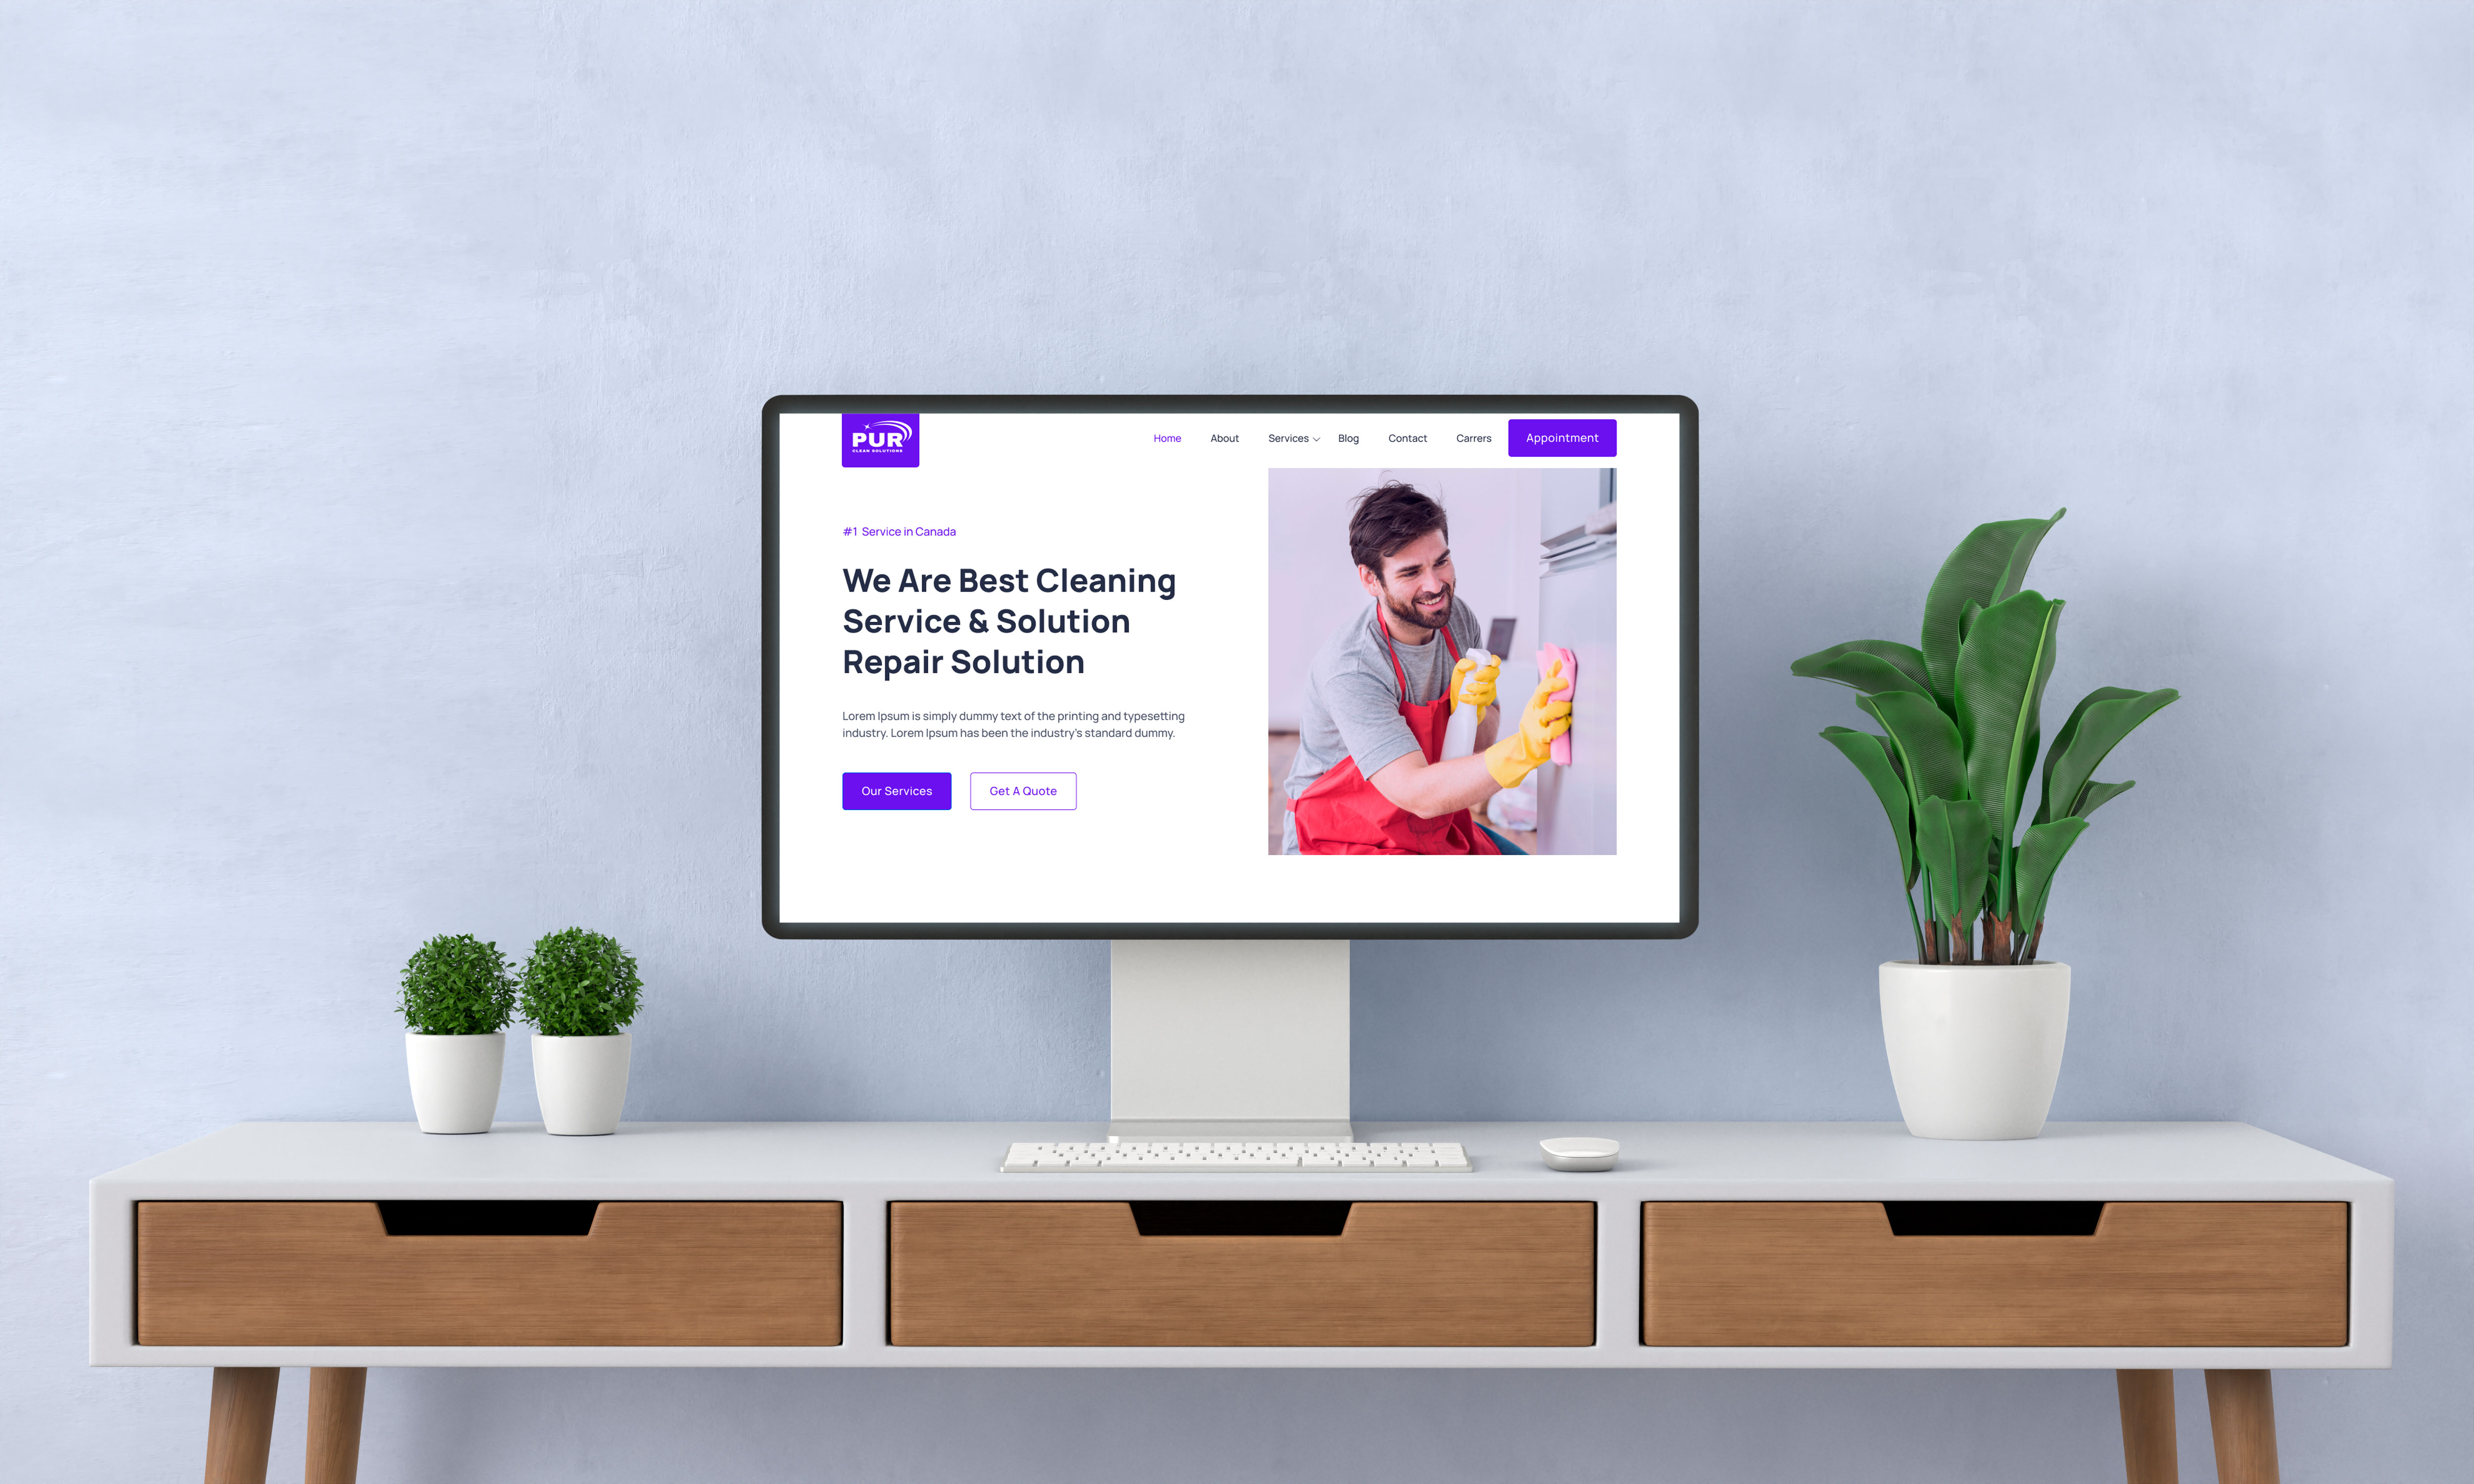 PUR
CLEAN SOLUTIONS
Home About Services Blog Contact Carrers Appointment
#1 Service in Canada
We Are Best Cleaning
Service & Solution
Repair Solution
Lorem Ipsum is simply dummy text of the printing and typesetting
industry. Lorem Ipsum has been the industry's standard dummy.
Our Services Get A Quote